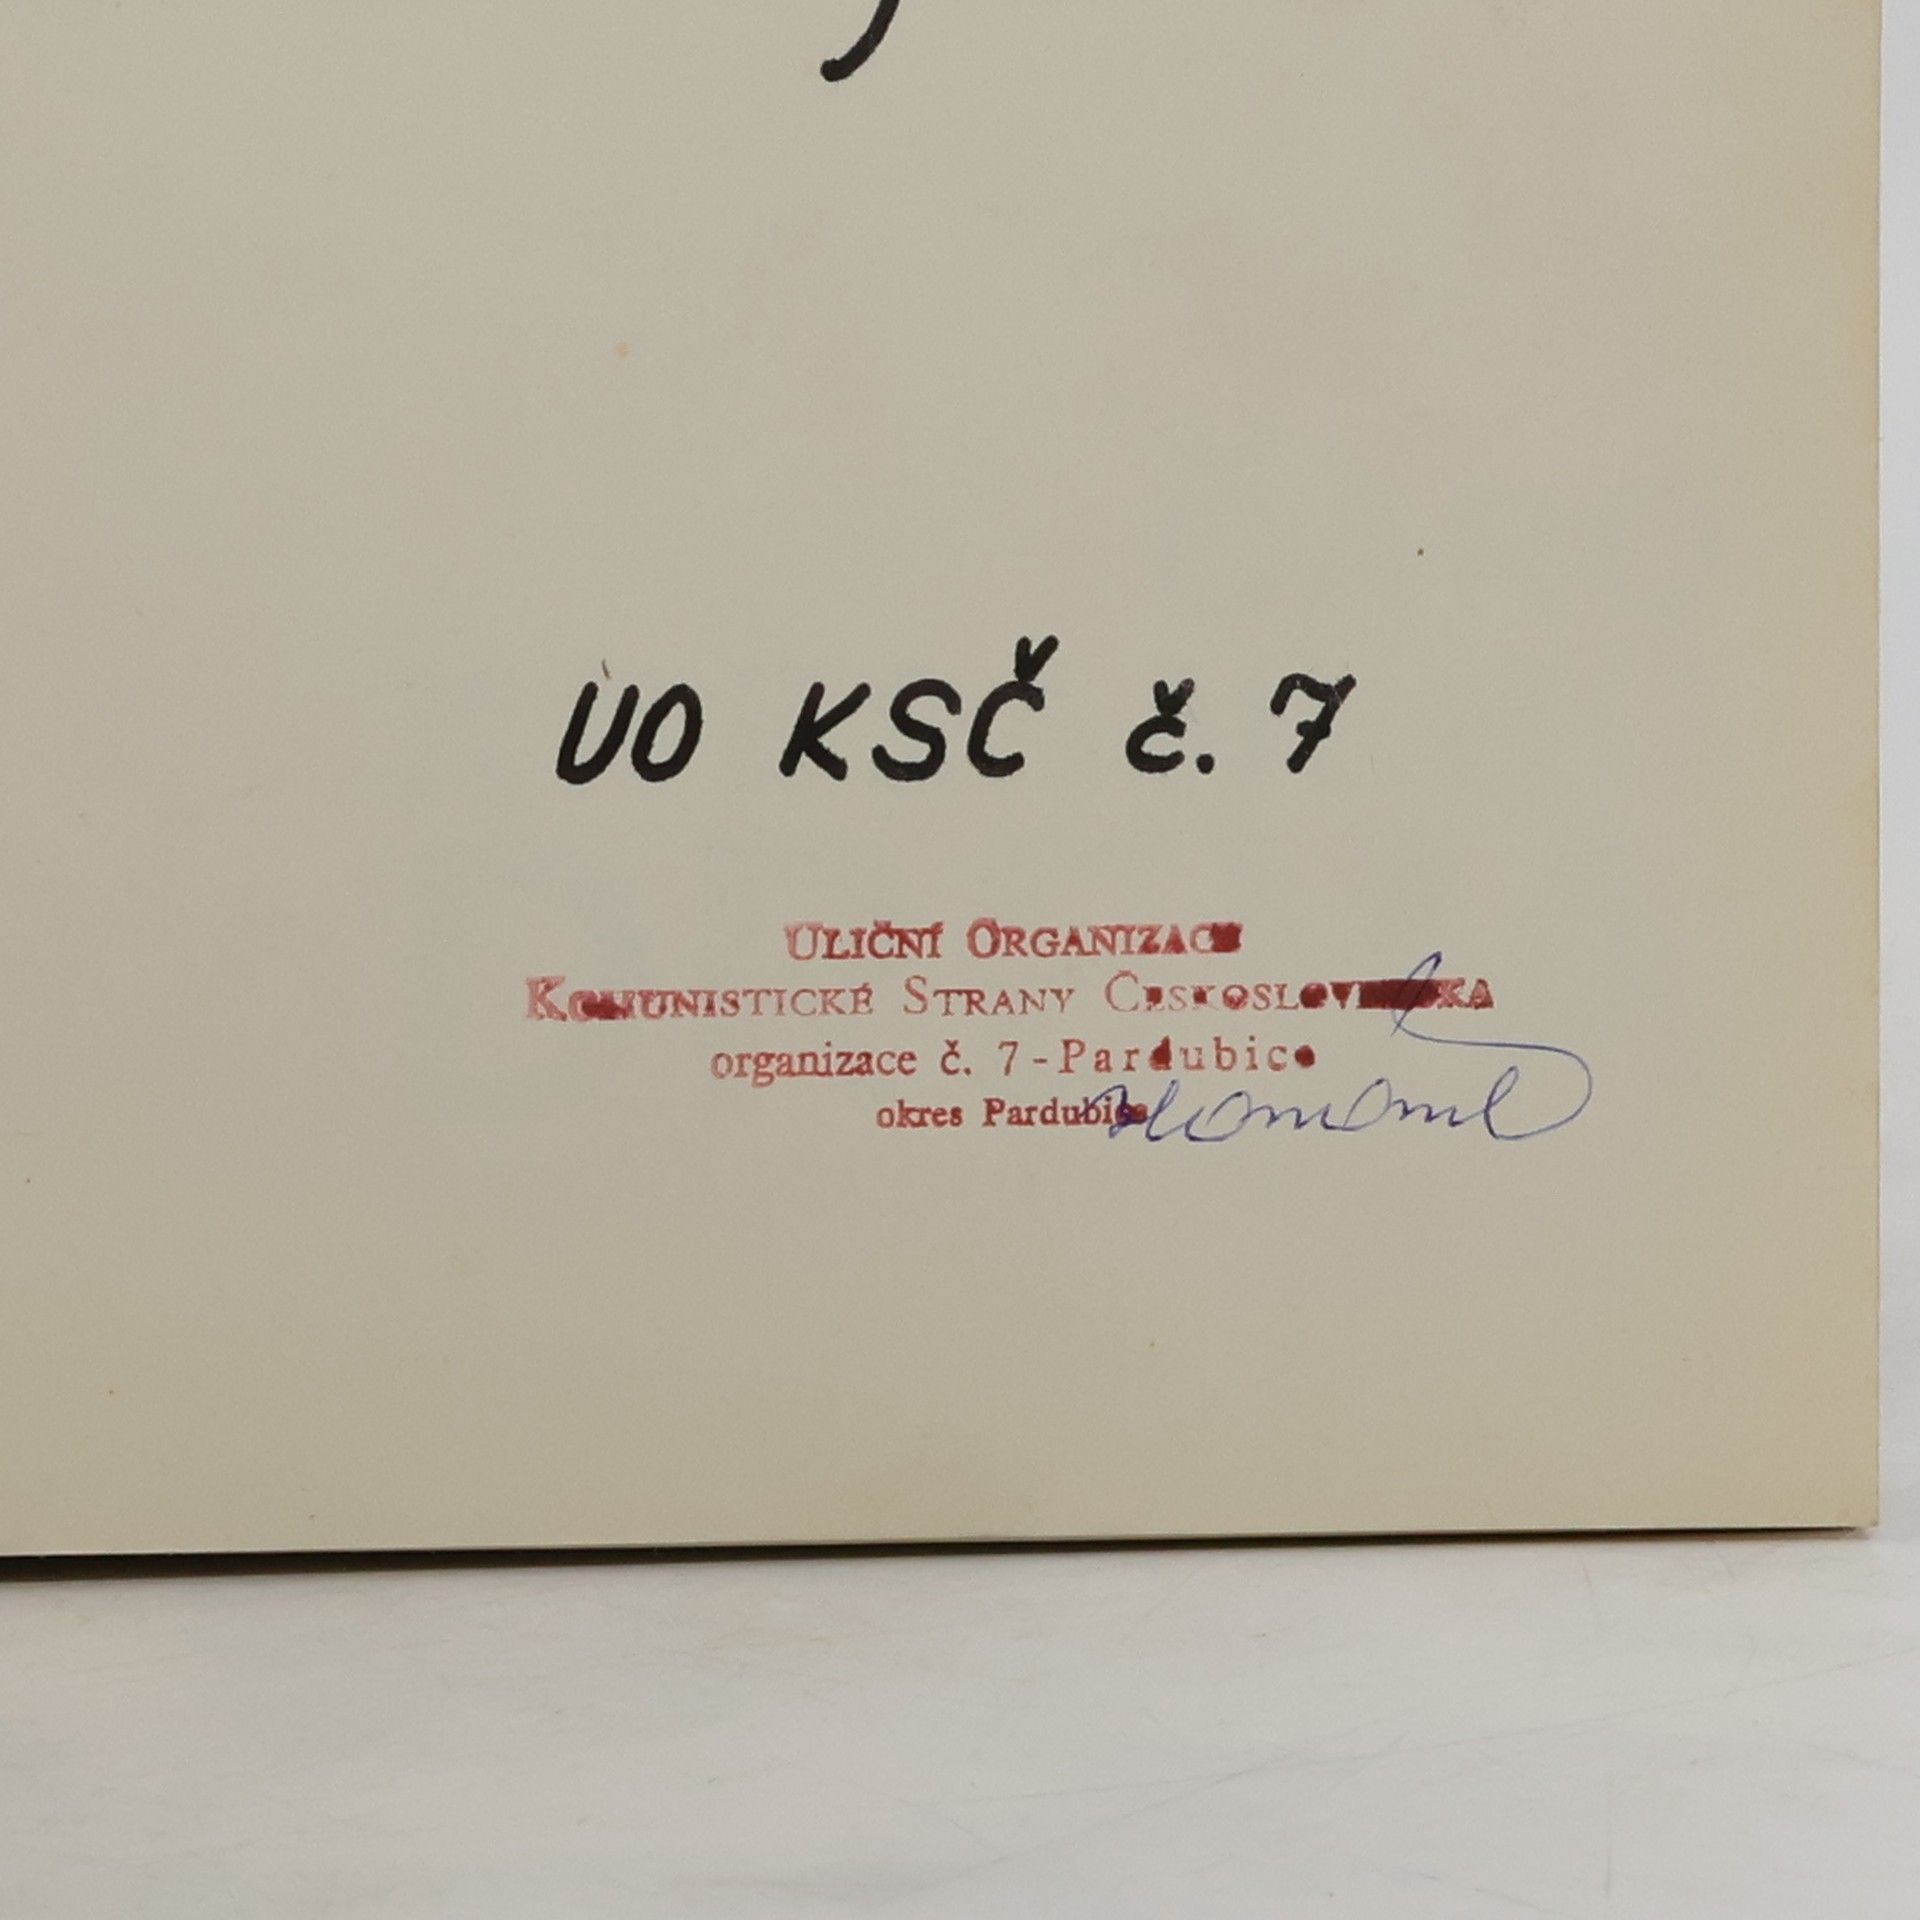 UO KSČ č. 7
ULIČNÍ ORGANIZACE
KOMUNISTICKÉ STRANY ČESKOSLOVENSKA
organizace č. 7 - Pardubice
okres Pardubice